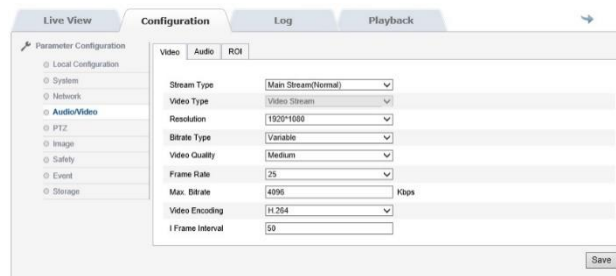 Live View Configuration Log Playback
Parameter Configuration
Local Configuration
System
Network
Audio/Video
PTZ
Image
Safety
Event
Storage
Video Audio ROI
Stream Type Main Stream(Normal)
Video Type Video Stream
Resolution 1920*1080
Bitrate Type Variable
Video Quality Medium
Frame Rate 25
Max. Bitrate 4096 Kbps
Video Encoding H.264
I Frame Interval 50
Save